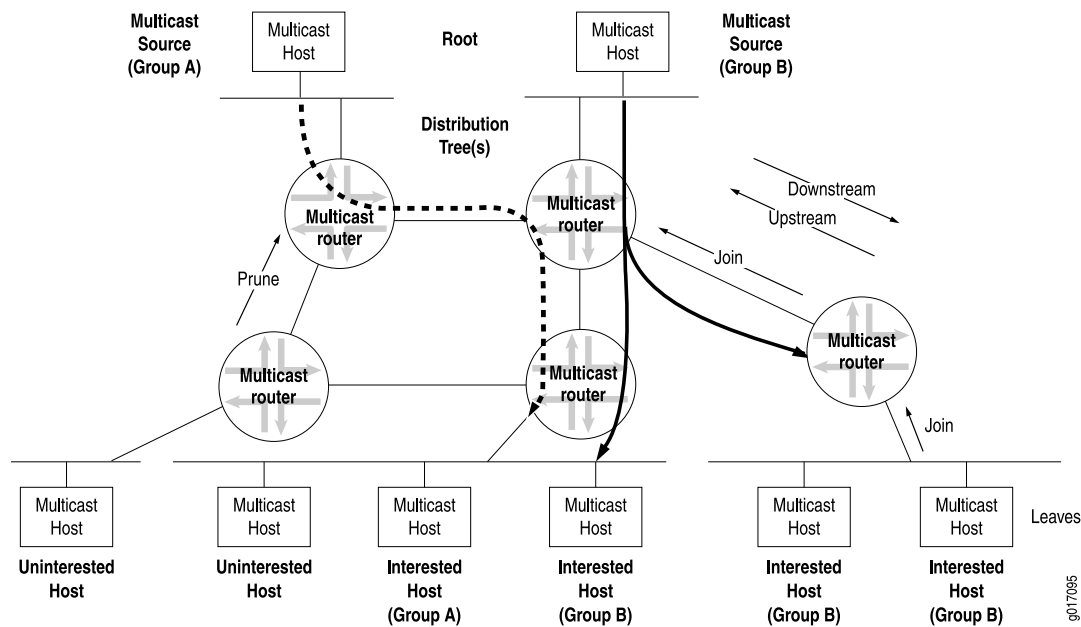 Multicast
Source
(Group A)
Multicast
Host
Root
Multicast
Host
Multicast
Source
(Group B)
Distribution
Tree(s)
Downstream
Upstream
Multicast
router
Multicast
router
Join
Prune
Multicast
router
Multicast
router
Multicast
router
Join
Multicast
Host
Multicast
Host
Multicast
Host
Multicast
Host
Multicast
Host
Multicast
Host
Leaves
Uninterested
Host
Uninterested
Host
Interested
Host
(Group A)
Interested
Host
(Group B)
Interested
Host
(Group B)
Interested
Host
(Group B)
g017095